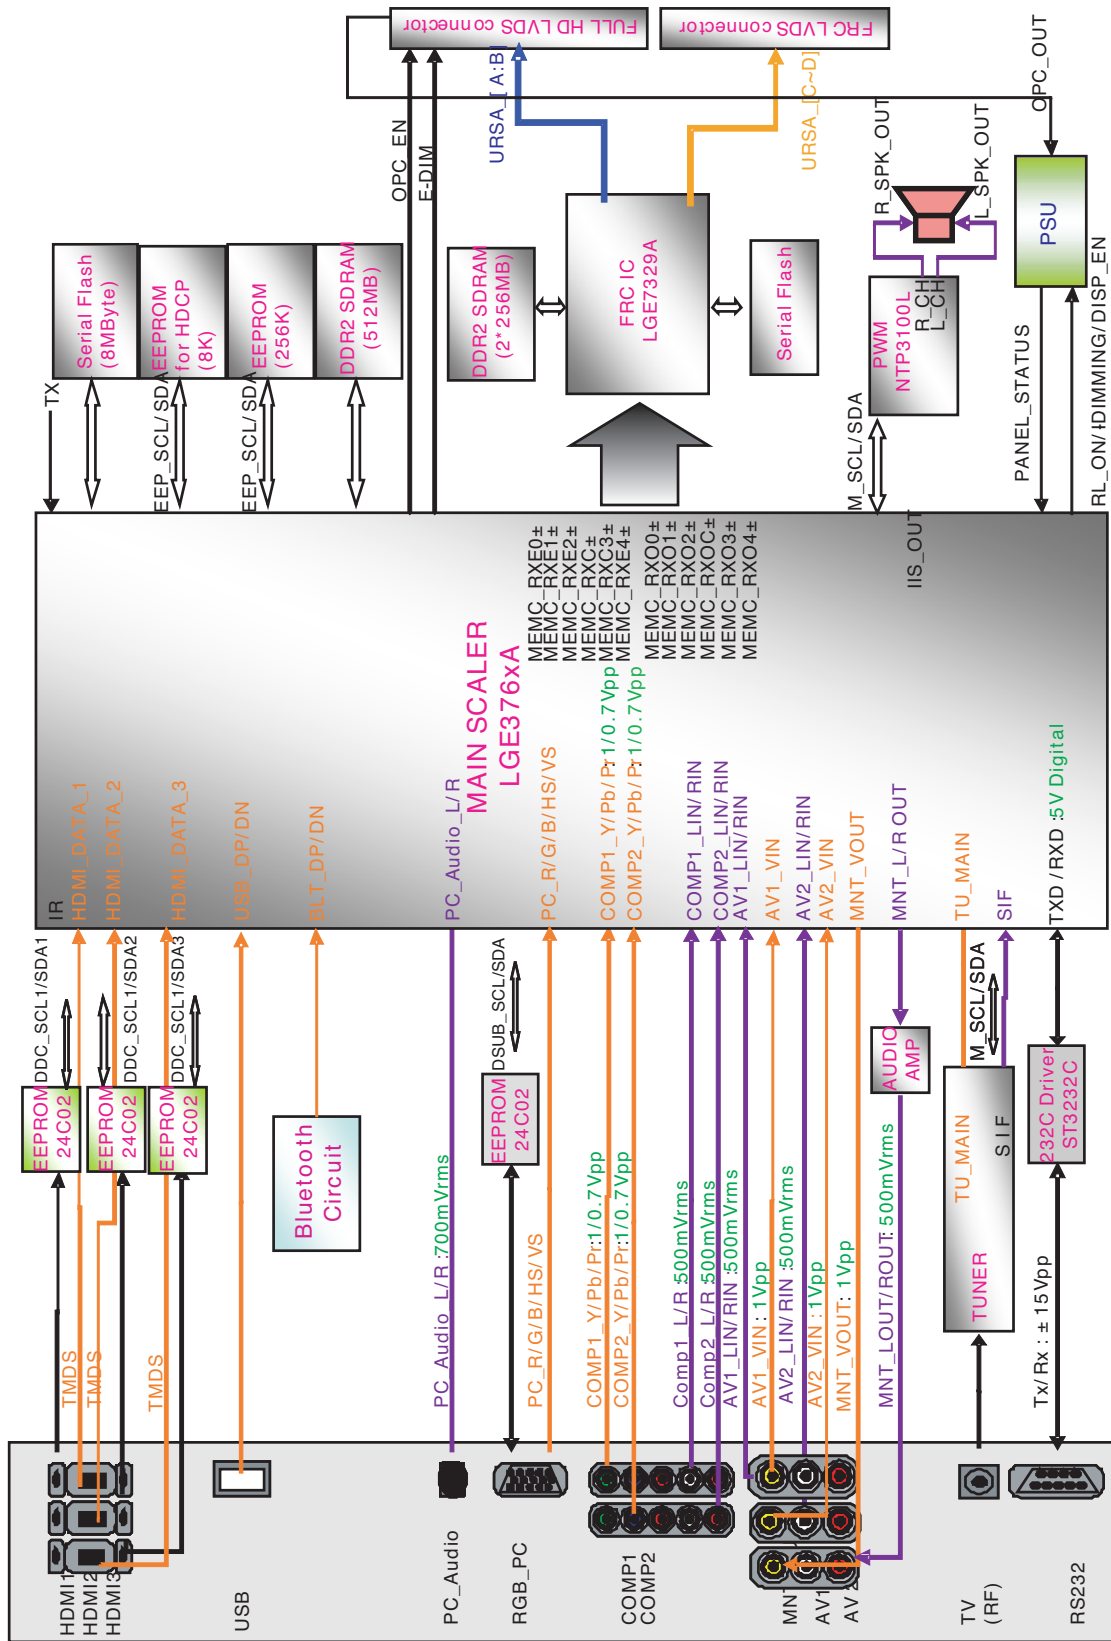 FULL HD LVDS
connector
FRC LVDS connector
OPC_OUT
URSA_[A:B]
URSA_[C~D]
OPC EN
E-DIM
R_SPK_OUT
L_SPK_OUT
PSU
Serial Flash
(8MByte)
EEPROM
for HDCP
(8K)
EEPROM
(256K)
DDR2 SDRAM
(512MB)
DDR2 SDRAM
(2*256MB)
FRC IC
LGE7329A
Serial Flash
PWM
NTP3100L
R_CH
L_CH
TX
EEP_SCL/SDA
EEP_SCL/SDA
M_SCL/SDA
PANEL_STATUS
RL_ON/IDIMMING/DISP_EN
MAIN SCALER
LGE376xA
MEMC_RXE0±
MEMC_RXE1±
MEMC_RXE2±
MEMC_RXC±
MEMC_RXC3±
MEMC_RXE4±
MEMC_RXO0±
MEMC_RXO1±
MEMC_RXO2±
MEMC_RXOC±
MEMC_RXO3±
MEMC_RXO4±
IIS_OUT
IR
HDMI_DATA_1
HDMI_DATA_2
HDMI_DATA_3
USB_DP/DN
BLT_DP/DN
PC_Audio_L/R
PC_R/G/B/HS/VS
COMP1_Y/Pb/Pr:1/0.7Vpp
COMP2_Y/Pb/Pr:1/0.7Vpp
COMP1_LIN/RIN
COMP2_LIN/RIN
AV1_LIN/RIN
AV1_VIN
AV2_LIN/RIN
AV2_VIN
MNT_VOUT
MNT_L/R OUT
TU_MAIN
SIF
TXD/RXD:5V Digital
DDC_SCL1/SDA1
DDC_SCL1/SDA2
DDC_SCL1/SDA3
DSUB_SCL/SDA
M_SCL/SDA
EEPROM
24C02
EEPROM
24C02
EEPROM
24C02
Bluetooth
Circuit
EEPROM
24C02
AUDIO
AMP
TU_MAIN
SIF
TUNER
232C Driver
ST3232C
TMDS
TMDS
TMDS
PC_Audio L/R:700mVrms
PC_R/G/B/HS/VS
COMP1_Y/Pb/Pr:1/0.7Vpp
COMP2_Y/Pb/Pr:1/0.7Vpp
Comp1 L/R:500mVrms
Comp2 L/R:500mVrms
AV1_LIN/RIN:500mVrms
AV1_VIN:1Vpp
AV2_LIN/RIN:500mVrms
AV2_VIN:1Vpp
MNT_VOUT:1Vpp
MNT_LOUT/ROUT:500mVrms
Tx/Rx : ±15Vpp
HDMI1
HDMI2
HDMI3
USB
PC_Audio
RGB_PC
COMP1
COMP2
MN
AV1
AV2
TV
(RF)
RS232